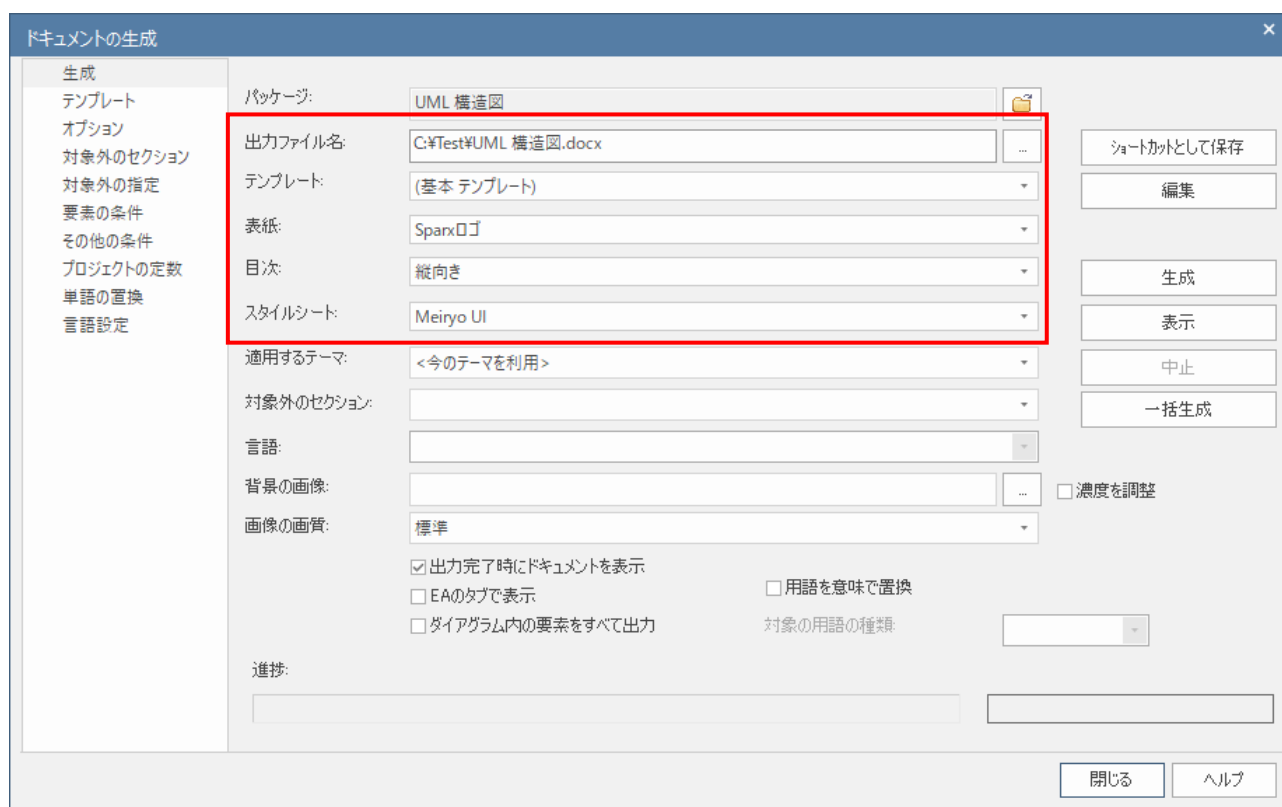 ドキュメントの生成
×
生成
テンプレート
オプション
対象外のセクション
対象外の指定
要素の条件
その他の条件
プロジェクトの定数
単語の置換
言語設定
パッケージ: UML 構造図
出力ファイル名: C:¥Test¥UML 構造図.docx ...
テンプレート: (基本 テンプレート)
表紙: Sparxロゴ
目次: 縦向き
スタイルシート: Meiryo UI
適用するテーマ: <今のテーマを利用>
対象外のセクション:
言語:
背景の画像: ... 濃度を調整
画像の画質: 標準
出力完了時にドキュメントを表示
EAのタブで表示
ダイアグラム内の要素をすべて出力
用語を意味で置換
対象の用語の種類:
進捗:
ショートカットとして保存
編集
生成
表示
中止
一括生成
閉じる ヘルプ